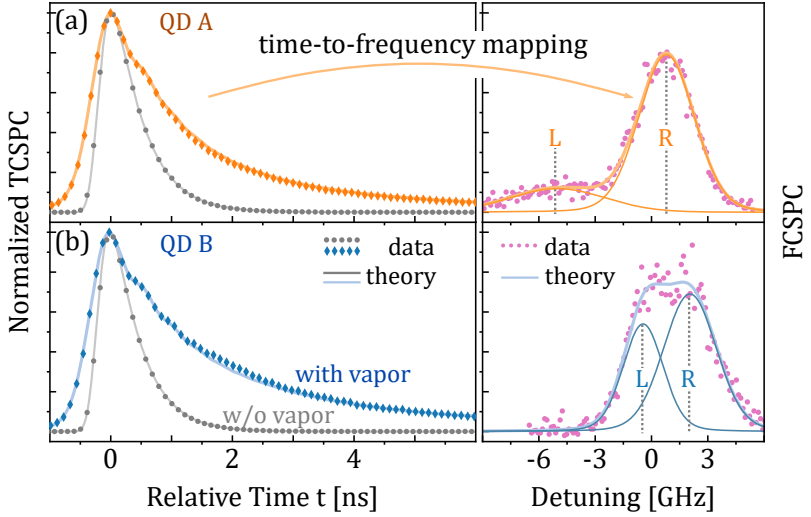 (a)
QD A
time-to-frequency mapping
L
R
Normalized TCSPC
FCSPC
(b)
QD B
data
theory
with vapor
w/o vapor
data
theory
L
R
0
2
4
-6
-3
0
3
Relative Time t [ns]
Detuning [GHz]